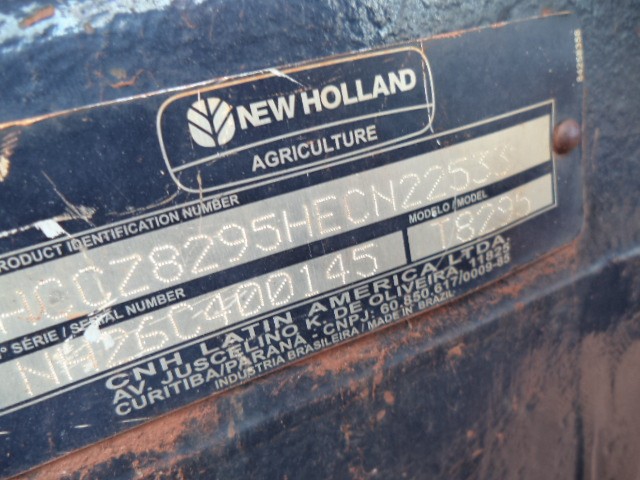 NEW HOLLAND
AGRICULTURE
PRODUCT IDENTIFICATION NUMBER
HCCZ8295HECN22533
MODELO / MODEL
T8295
SÉRIE / SERIAL NUMBER
NH26C400145
CNH LATIN AMERICA LTDA.
AV. JUSCELINO K. DE OLIVEIRA, 11825
CURITIBA/PARANÁ - CNPJ: 60.850.617/0009-85
INDÚSTRIA BRASILEIRA / MADE IN BRAZIL